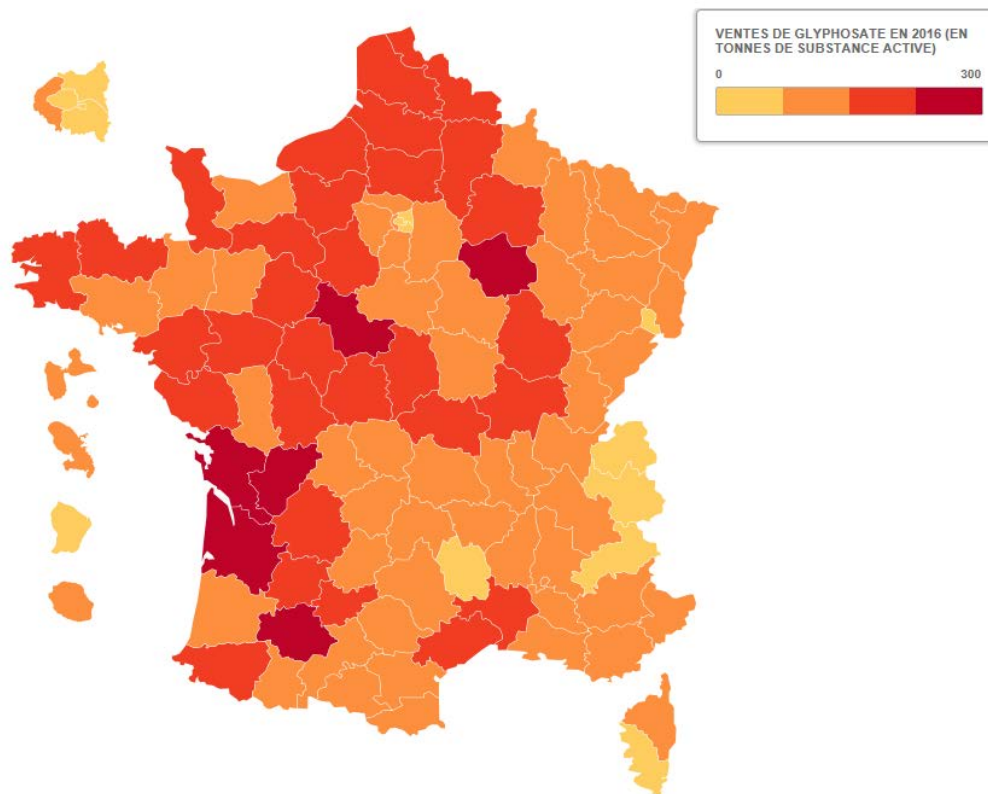 VENTES DE GLYPHOSATE EN 2016 (EN
TONNES DE SUBSTANCE ACTIVE)
0 300